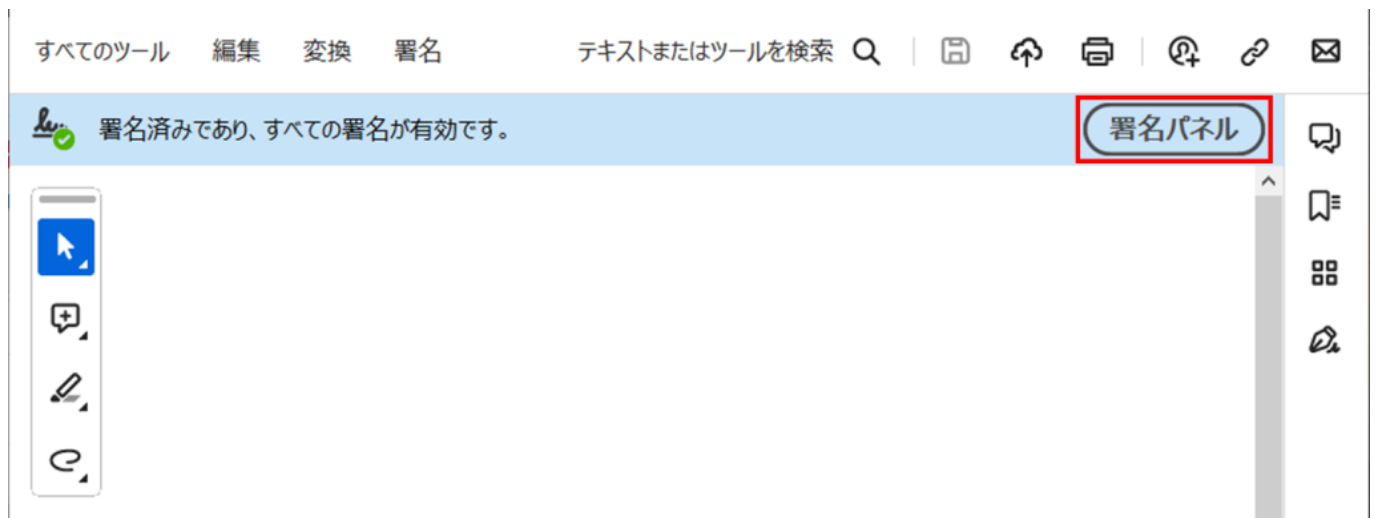 すべてのツール 編集 変換 署名 テキストまたはツールを検索
署名済みであり、すべての署名が有効です。 署名パネル